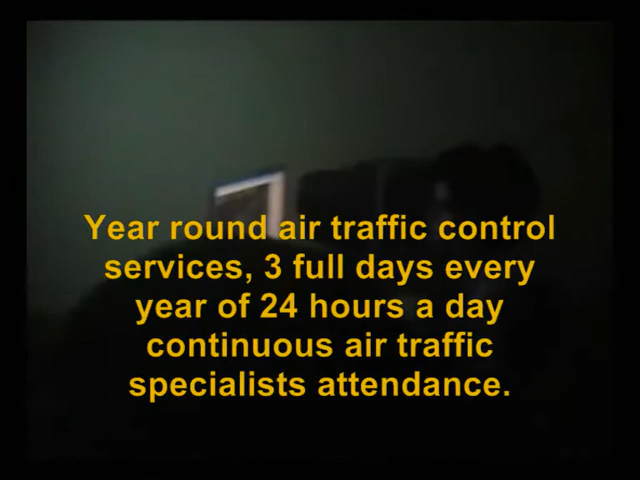 Year round air traffic control
services, 3 full days every
year of 24 hours a day
continuous air traffic
specialists attendance.